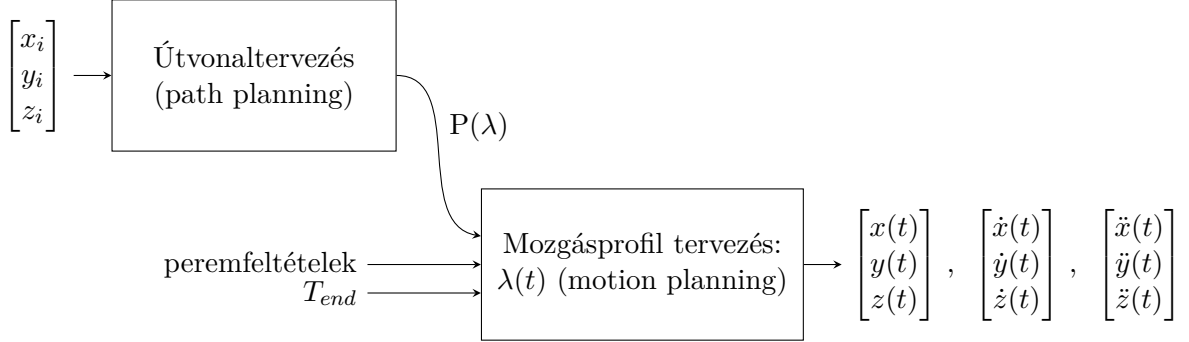 [x_i y_i z_i]
Útvonaltervezés
(path planning)
P(λ)
peremfeltételek
T_end
Mozgásprofil tervezés:
λ(t) (motion planning)
[x(t) y(t) z(t)] , [ẋ(t) ẏ(t) ż(t)] , [ẍ(t) ÿ(t) z̈(t)]